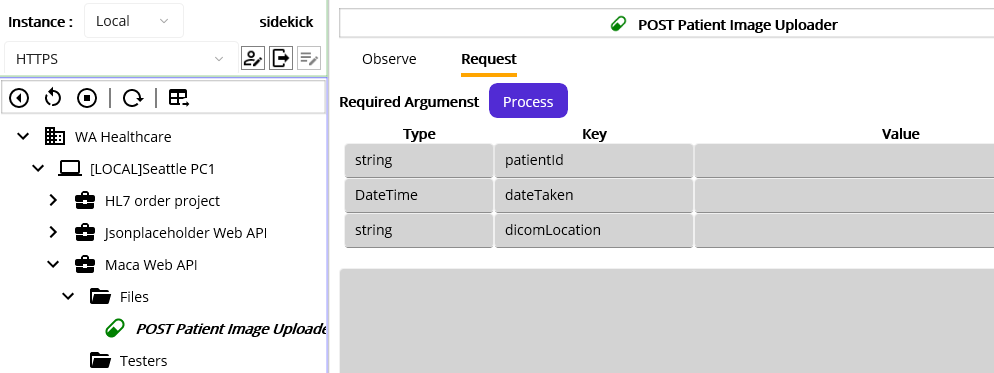 Instance : Local sidekick
HTTPS
WA Healthcare
[LOCAL]Seattle PC1
HL7 order project
Jsonplaceholder Web API
Maca Web API
Files
POST Patient Image Uploade
Testers
POST Patient Image Uploader
Observe Request
Required Argumenst Process
Type Key Value
string patientId
DateTime dateTaken
string dicomLocation